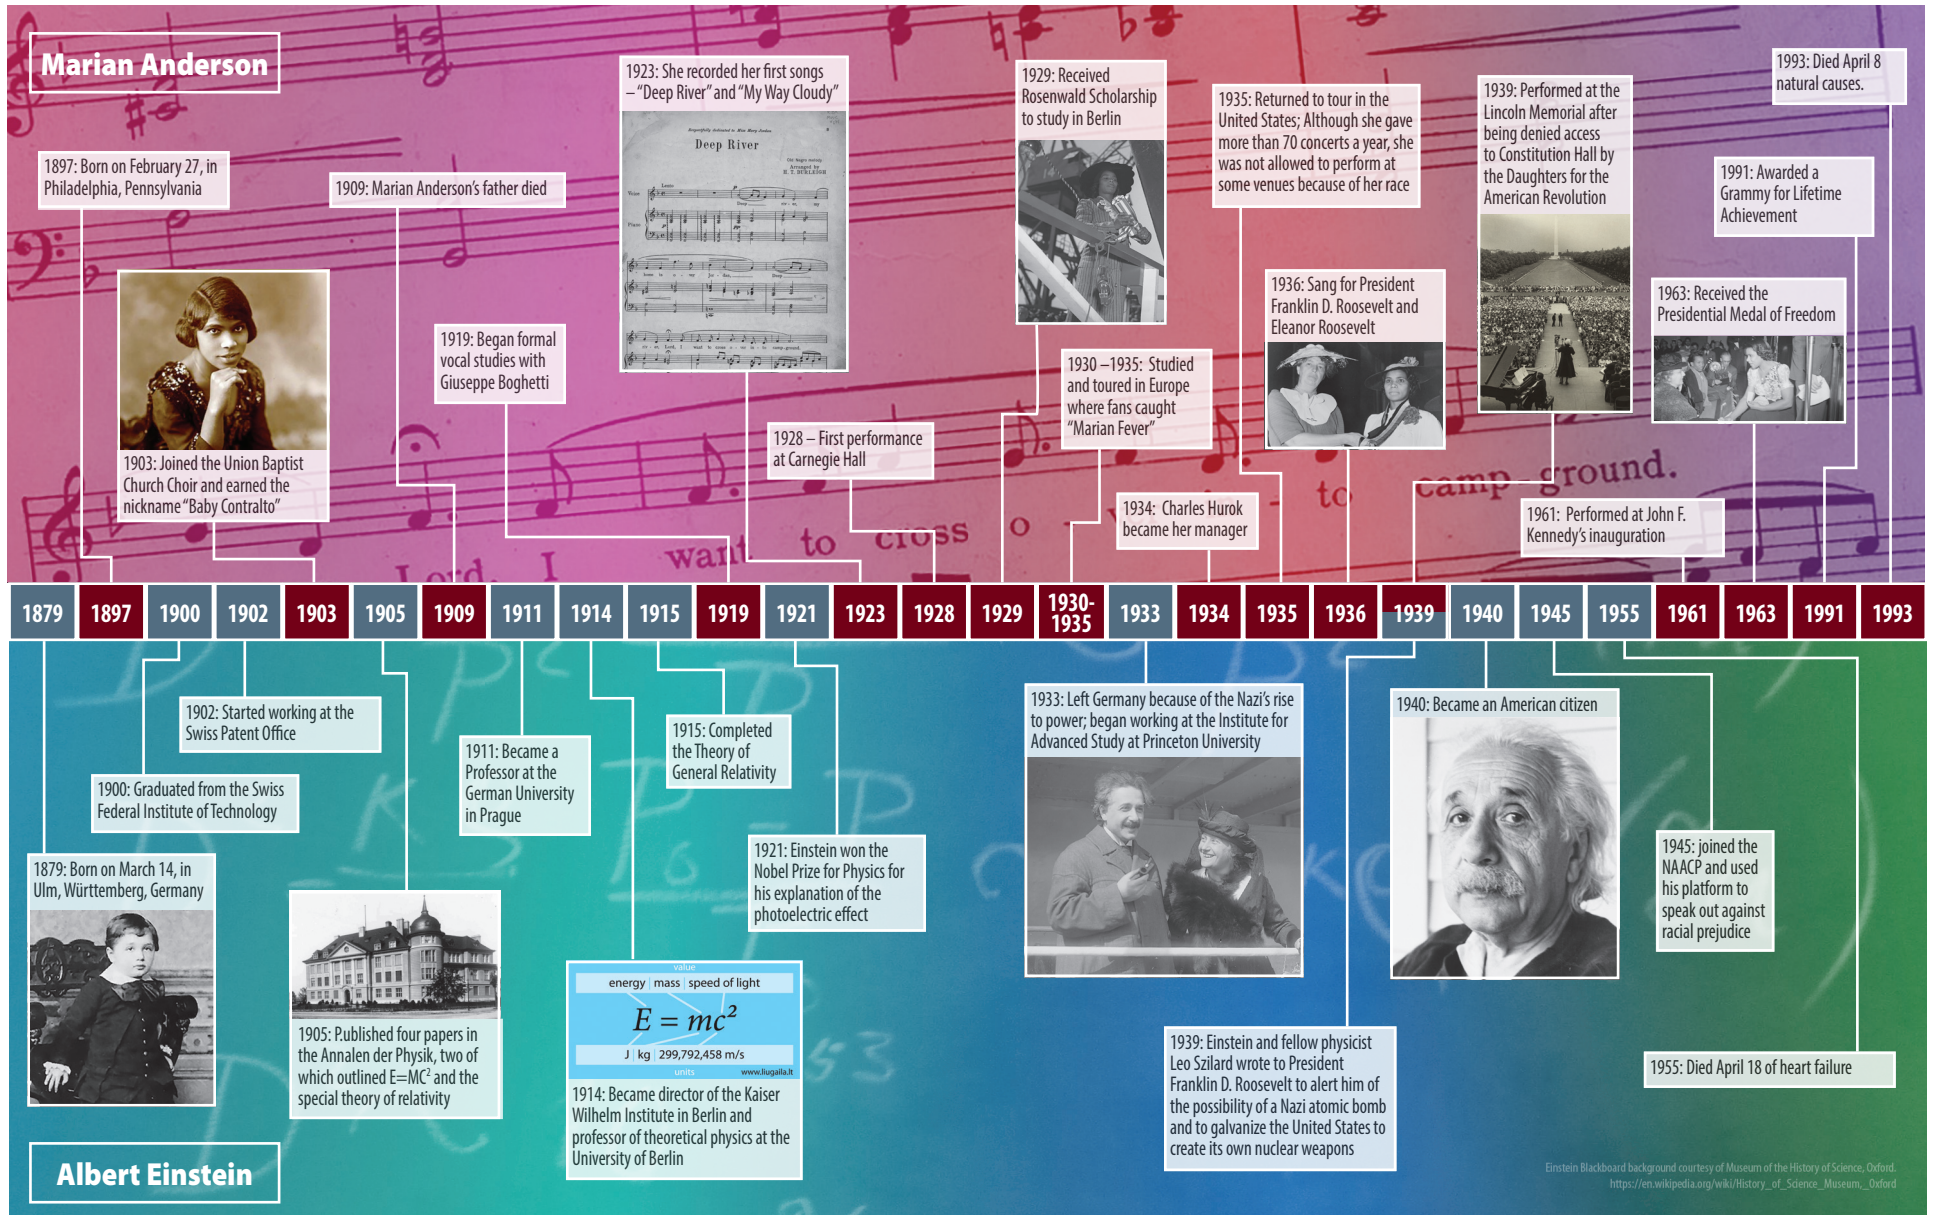 Marian Anderson
1897: Born on February 27, in
Philadelphia, Pennsylvania
1903: Joined the Union Baptist
Church Choir and earned the
nickname “Baby Contralto”
1909: Marian Anderson’s father died
1919: Began formal
vocal studies with
Giuseppe Boghetti
1923: She recorded her first songs
– “Deep River” and “My Way Cloudy”
Deep River
H. T. BURLEIGH
Voice
Piano
1928 – First performance
at Carnegie Hall
1929: Received
Rosenwald Scholarship
to study in Berlin
1930 –1935: Studied
and toured in Europe
where fans caught
“Marian Fever”
1934: Charles Hurok
became her manager
1935: Returned to tour in the
United States; Although she gave
more than 70 concerts a year, she
was not allowed to perform at
some venues because of her race
1936: Sang for President
Franklin D. Roosevelt and
Eleanor Roosevelt
1939: Performed at the
Lincoln Memorial after
being denied access
to Constitution Hall by
the Daughters for the
American Revolution
1961: Performed at John F.
Kennedy’s inauguration
1963: Received the
Presidential Medal of Freedom
1991: Awarded a
Grammy for Lifetime
Achievement
1993: Died April 8
natural causes.
Lord, I want to cross o - to camp-ground.
1879 1897 1900 1902 1903 1905 1909 1911 1914 1915 1919 1921 1923 1928 1929 1930-1935 1933 1934 1935 1936 1939 1940 1945 1955 1961 1963 1991 1993
1879: Born on March 14, in
Ulm, Württemberg, Germany
1900: Graduated from the Swiss
Federal Institute of Technology
1902: Started working at the
Swiss Patent Office
1905: P.ublished four papers in
the Annalen der Physik, two of
which outlined E=MC² and the
special theory of relativity
1911: Became a
Professor at the
German University
in Prague
value
energy | mass | speed of light
E = mc²
J | kg | 299,792,458 m/s
units
www.liugaila.lt
1914: Became director of the Kaiser
Wilhelm Institute in Berlin and
professor of theoretical physics at the
University of Berlin
1915: Completed
the Theory of
General Relativity
1921: Einstein won the
Nobel Prize for Physics for
his explanation of the
photoelectric effect
1933: Left Germany because of the Nazi’s rise
to power; began working at the Institute for
Advanced Study at Princeton University
1939: Einstein and fellow physicist
Leo Szilard wrote to President
Franklin D. Roosevelt to alert him of
the possibility of a Nazi atomic bomb
and to galvanize the United States to
create its own nuclear weapons
1940: Became an American citizen
1945: joined the
NAACP and used
his platform to
speak out against
racial prejudice
1955: Died April 18 of heart failure
Albert Einstein
Einstein Blackboard background courtesy of Museum of the History of Science, Oxford.
https://en.wikipedia.org/wiki/History_of_Science_Museum,_Oxford